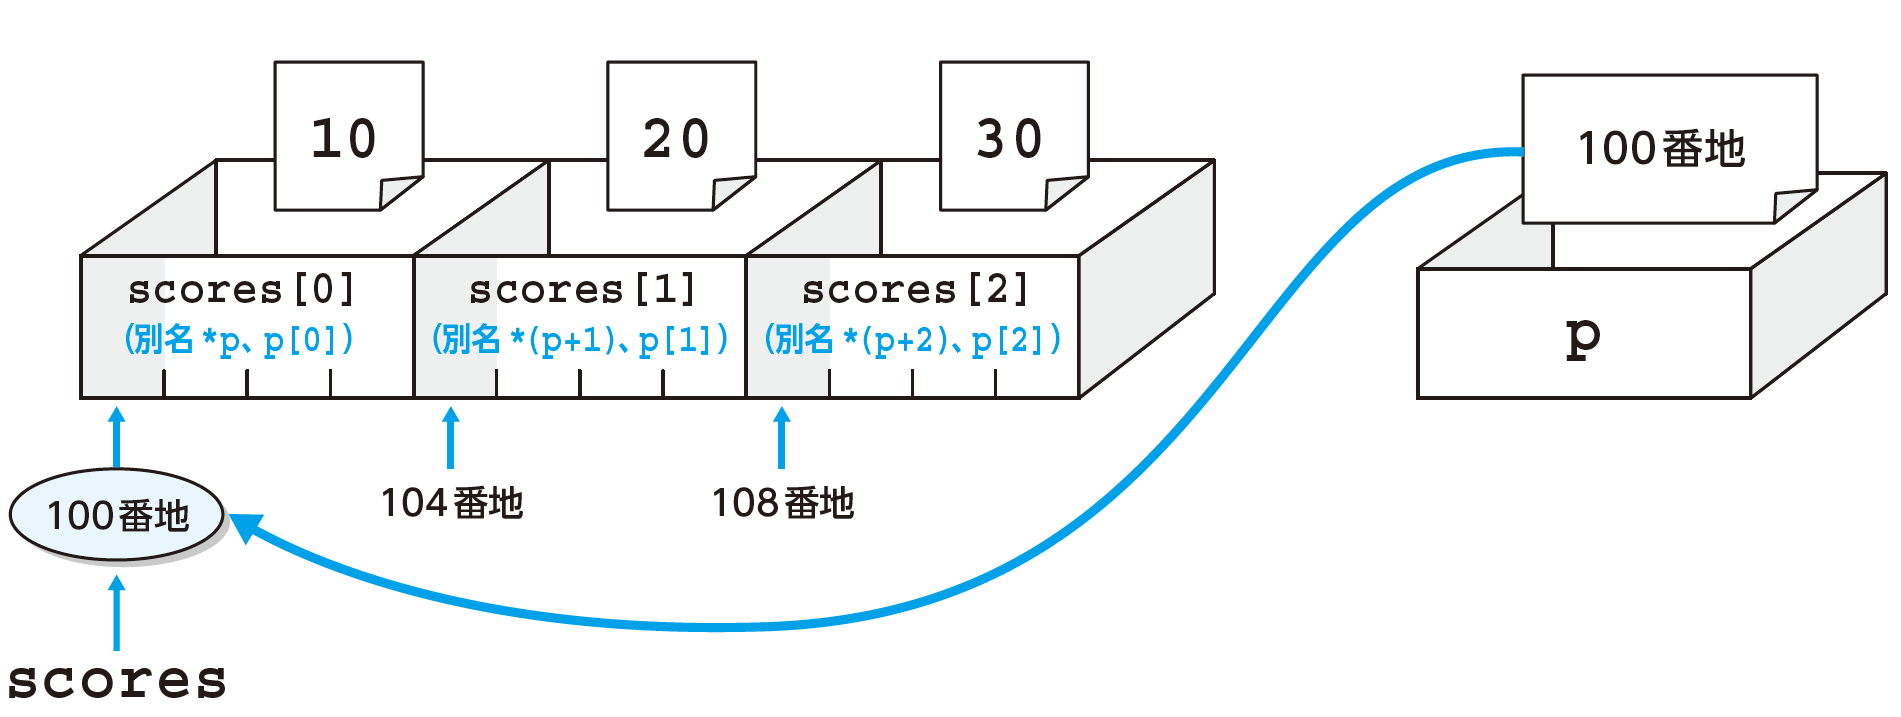 10
20
30
100番地
scores[0]
(別名 *p、p[0])
scores[1]
(別名 *(p+1)、p[1])
scores[2]
(別名 *(p+2)、p[2])
p
100番地
104番地
108番地
scores